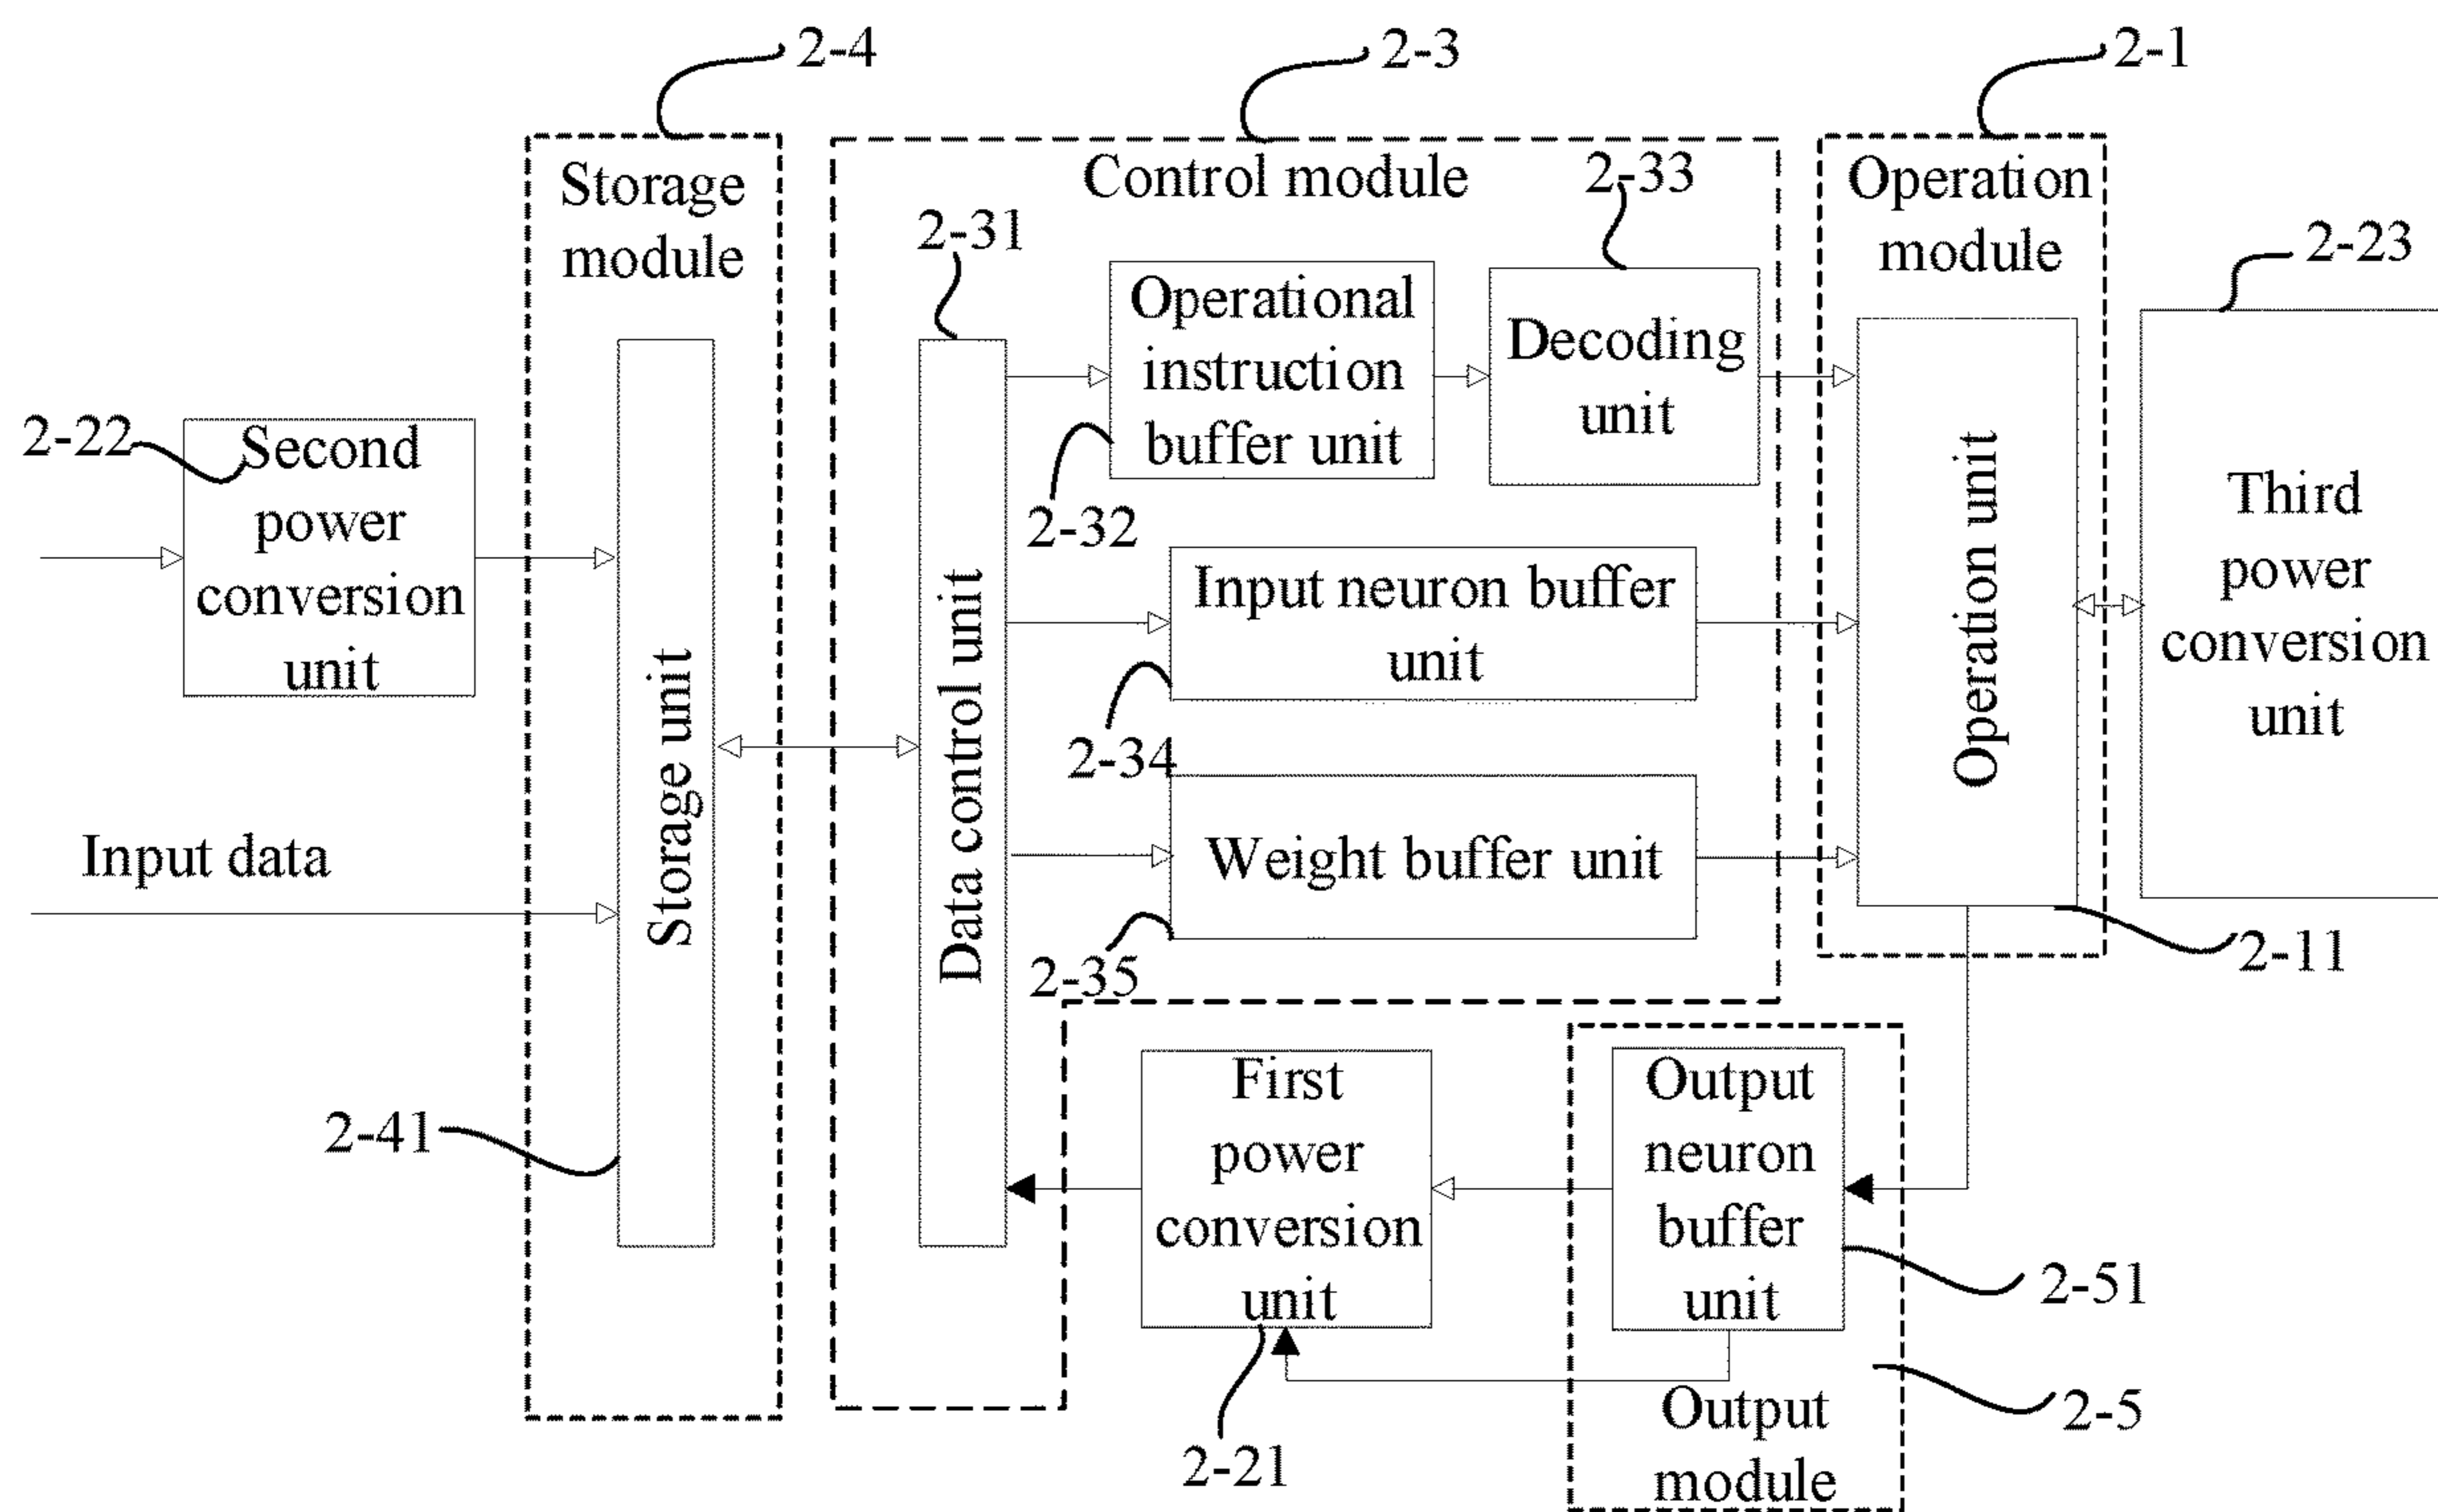 2-4
2-3
2-1
Storage
module
Control module
2-33
Operation
module
2-31
2-23
Operational
instruction
buffer unit
Decoding
unit
2-22
Second
power
conversion
unit
2-32
Third
power
conversion
unit
Operation unit
Input neuron buffer
unit
Storage unit
Data control unit
2-34
Input data
Weight buffer unit
2-35
2-11
2-41
First
power
conversion
unit
Output
neuron
buffer
unit
2-51
2-21
Output
module
2-5